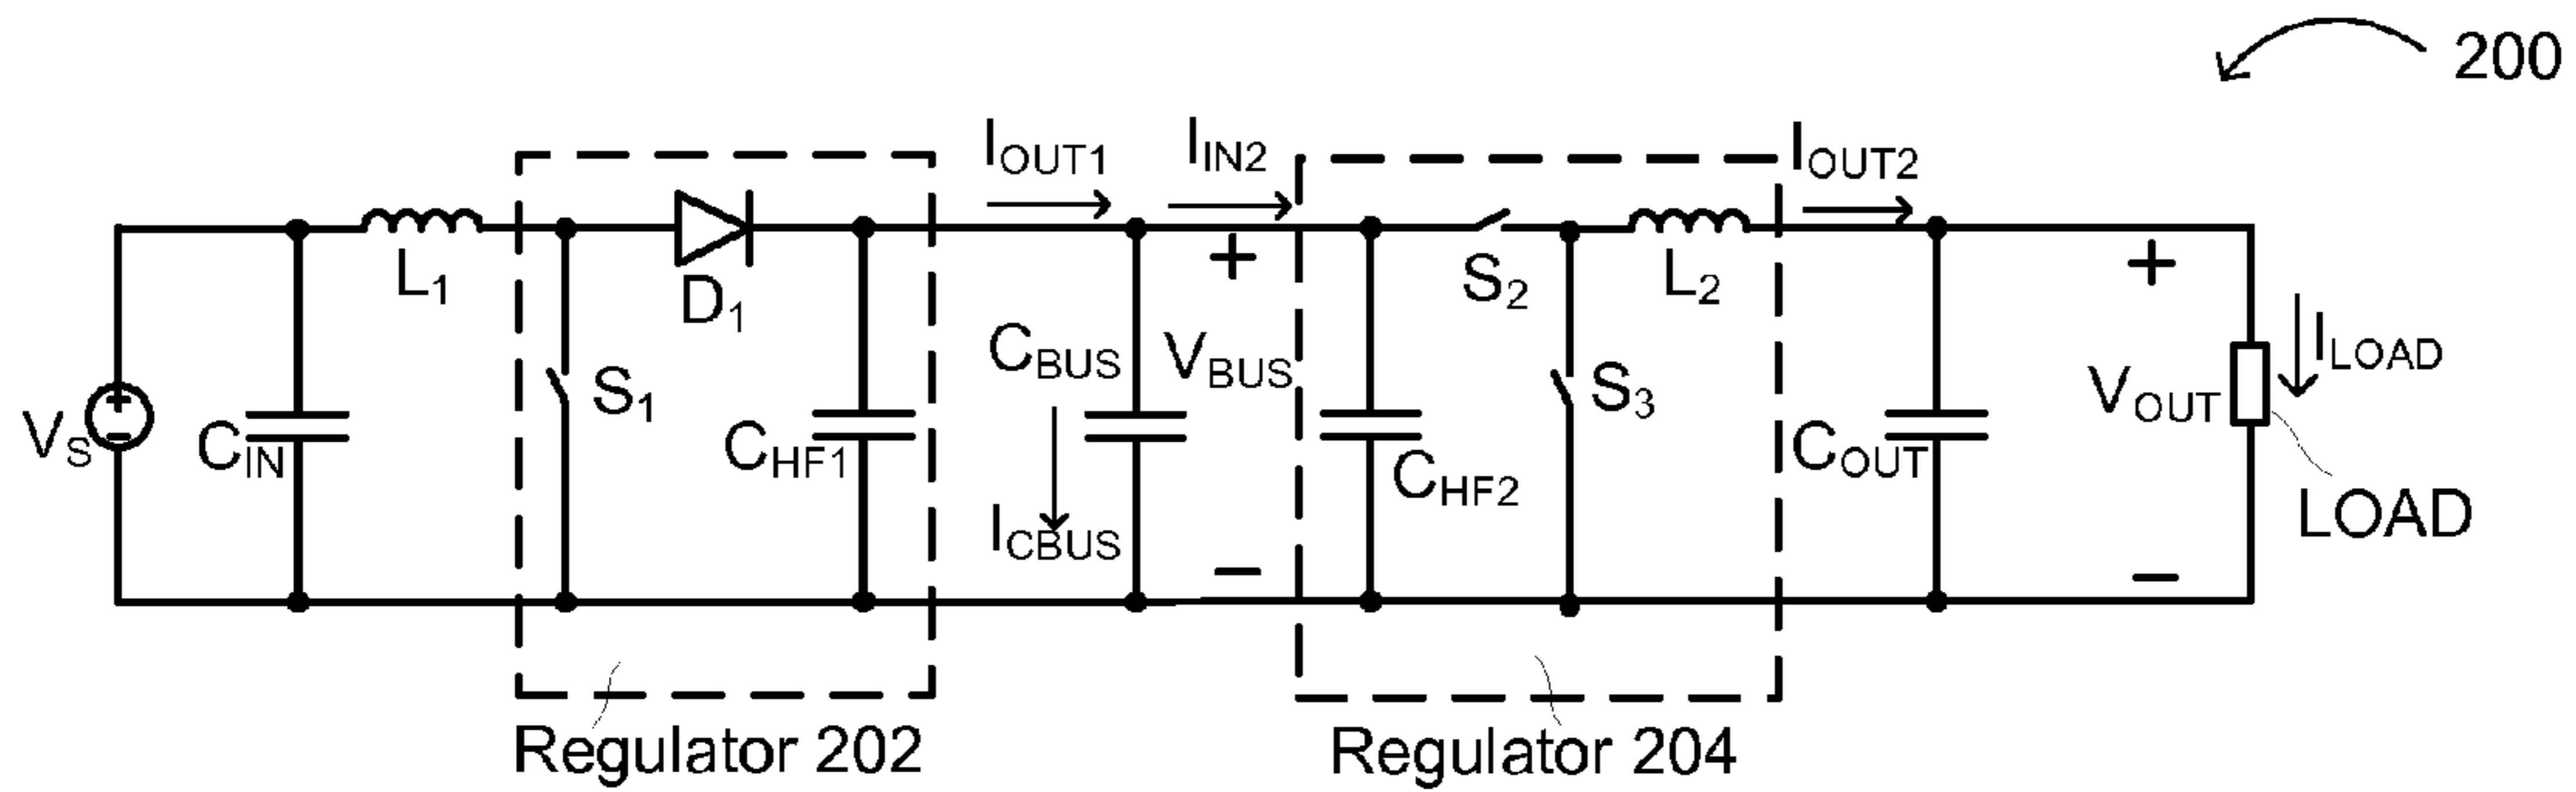 200
IOUT1
IIN2
IOUT2
+
+
L1
D1
S2
L2
VS
+
-
CIN
S1
CHF1
CBUS
ICBUS
VBUS
CHF2
S3
COUT
VOUT
ILOAD
LOAD
−
−
Regulator 202
Regulator 204